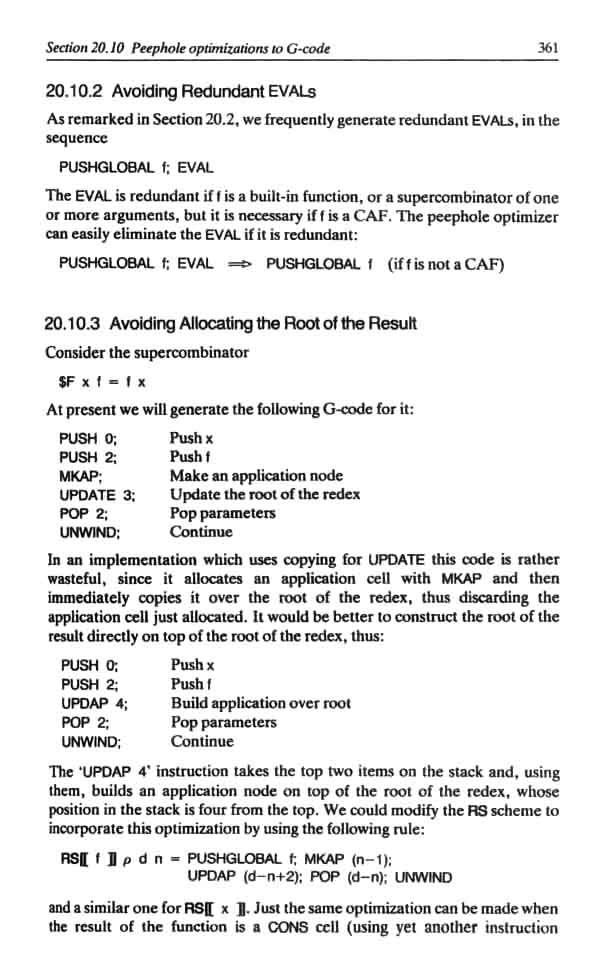 Section 20.10 Peephole optimizations to G-code 361
20.10.2 Avoiding Redundant EVALs
As remarked in Section 20.2, we frequently generate redundant EVALs, in the
sequence
PUSHGLOBAL f; EVAL
The EVAL is redundant if f is a built-in function, or a supercombinator of one
or more arguments, but it is necessary if f is a CAF. The peephole optimizer
can easily eliminate the EVAL if it is redundant:
PUSHGLOBAL f; EVAL ⟹ PUSHGLOBAL f (if f is not a CAF)
20.10.3 Avoiding Allocating the Root of the Result
Consider the supercombinator
$F x f = f x
At present we will generate the following G-code for it:
PUSH 0; Push x
PUSH 2; Push f
MKAP; Make an application node
UPDATE 3; Update the root of the redex
POP 2; Pop parameters
UNWIND; Continue
In an implementation which uses copying for UPDATE this code is rather
wasteful, since it allocates an application cell with MKAP and then
immediately copies it over the root of the redex, thus discarding the
application cell just allocated. It would be better to construct the root of the
result directly on top of the root of the redex, thus:
PUSH 0; Push x
PUSH 2; Push f
UPDAP 4; Build application over root
POP 2; Pop parameters
UNWIND; Continue
The ‘UPDAP 4’ instruction takes the top two items on the stack and, using
them, builds an application node on top of the root of the redex, whose
position in the stack is four from the top. We could modify the RS scheme to
incorporate this optimization by using the following rule:
RS⟦ f ⟧ ρ d n = PUSHGLOBAL f; MKAP (n−1);
UPDAP (d−n+2); POP (d−n); UNWIND
and a similar one for RS⟦ x ⟧. Just the same optimization can be made when
the result of the function is a CONS cell (using yet another instruction